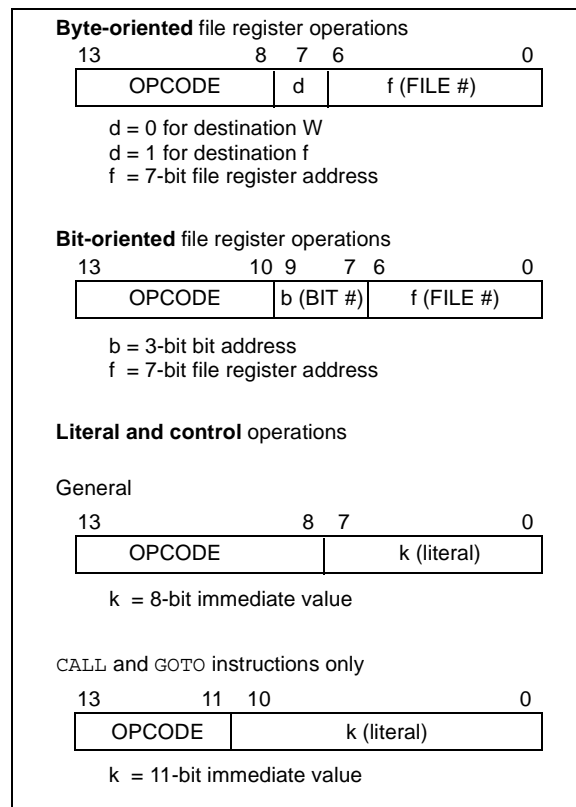 Byte-oriented file register operations
13 8 7 6 0
OPCODE d f (FILE #)
d = 0 for destination W
d = 1 for destination f
f = 7-bit file register address
Bit-oriented file register operations
13 10 9 7 6 0
OPCODE b (BIT #) f (FILE #)
b = 3-bit bit address
f = 7-bit file register address
Literal and control operations
General
13 8 7 0
OPCODE k (literal)
k = 8-bit immediate value
CALL and GOTO instructions only
13 11 10 0
OPCODE k (literal)
k = 11-bit immediate value